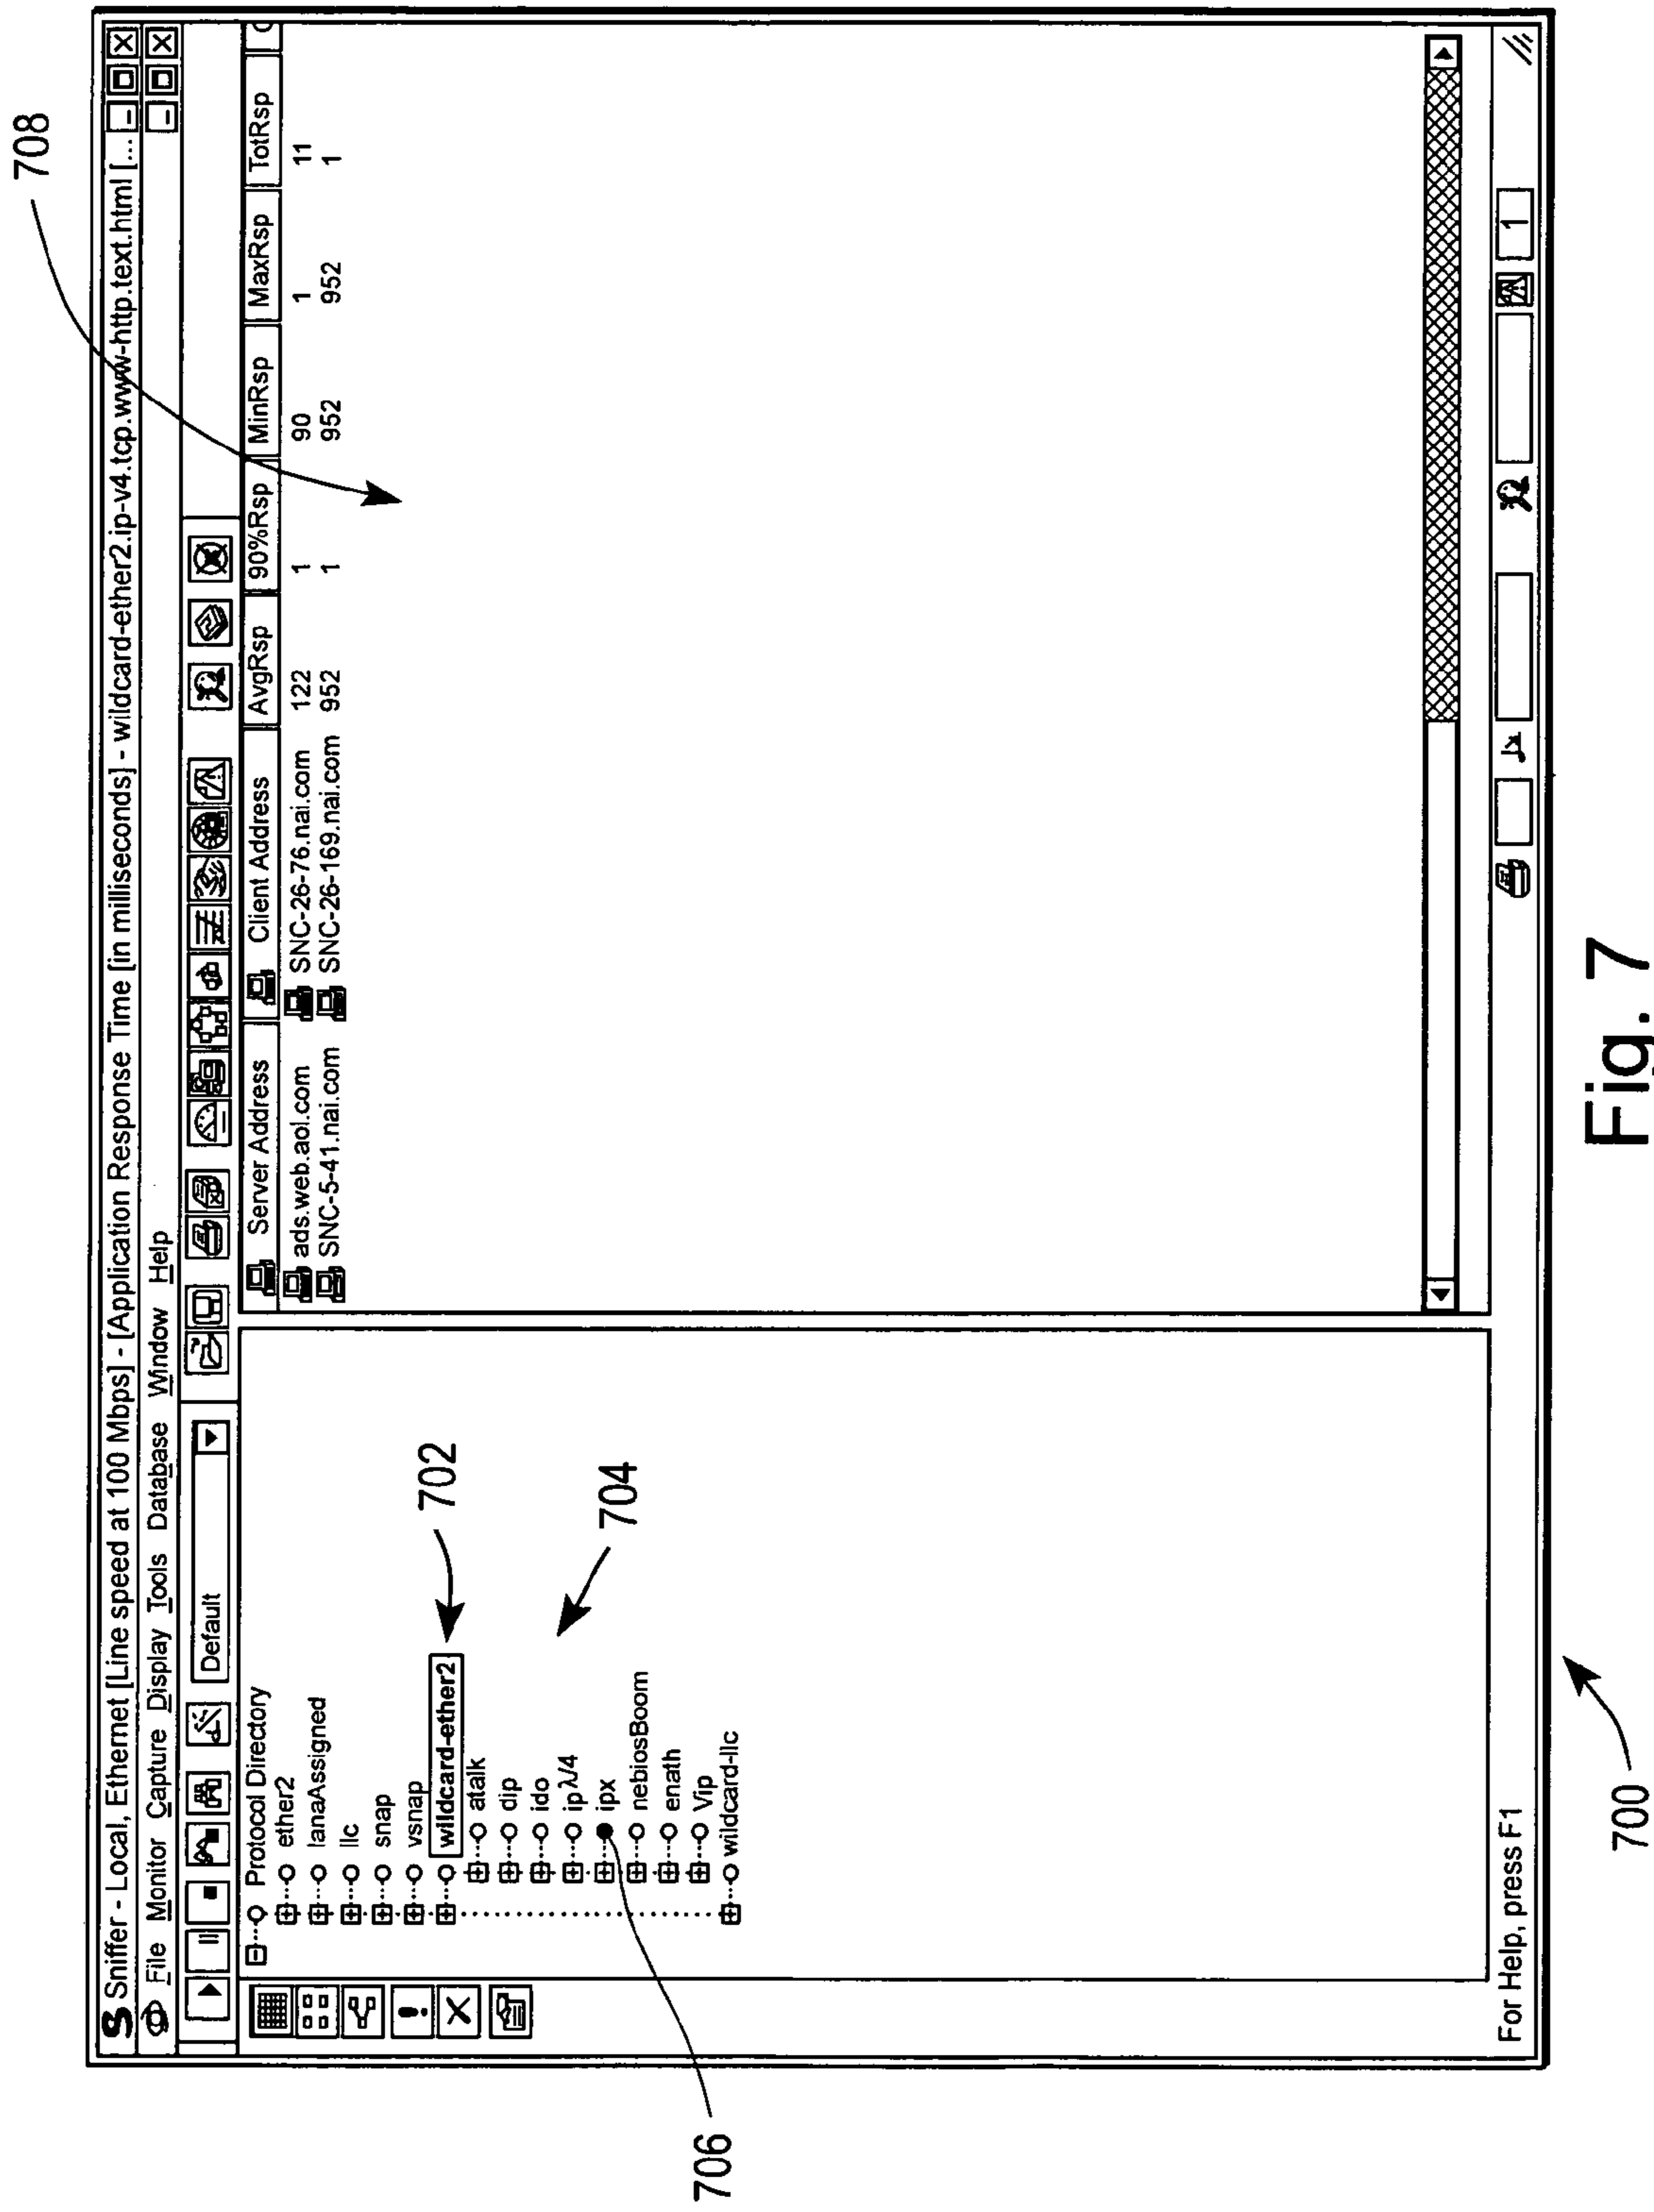 708
S Sniffer - Local, Ethernet [Line speed at 100 Mbps] - [Application Response Time [in milliseconds] - wildcard-ether2.ip-v4.tcp.www-http.text.html [...
File Monitor Capture Display Tools Database Window Help
Default
Protocol Directory
ether2
lanaAssigned
llc
snap
vsnap
wildcard-ether2
atalk
dip
ido
ipλ/4
ipx
nebiosBoom
enath
Vip
wildcard-llc
702
704
706
Server Address Client Address AvgRsp 90%Rsp MinRsp MaxRsp TotRsp C
ads.web.aol.com SNC-26-76.nai.com 122 1 90 1 11
SNC-5-41.nai.com SNC-26-169.nai.com 952 1 952 952 1
For Help, press F1
1
700
Fig. 7